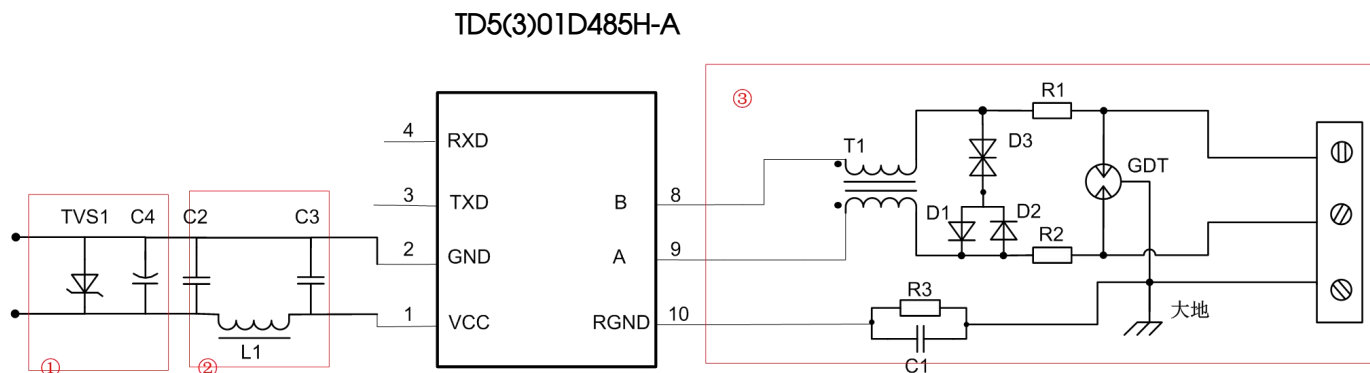 TD5(3)01D485H-A
③
R1
4
RXD
T1
D3
GDT
TVS1
C4
C2
C3
3
TXD
B
8
D1
D2
R2
2
GND
A
9
R3
大地
1
VCC
RGND
10
L1
C1
①
②